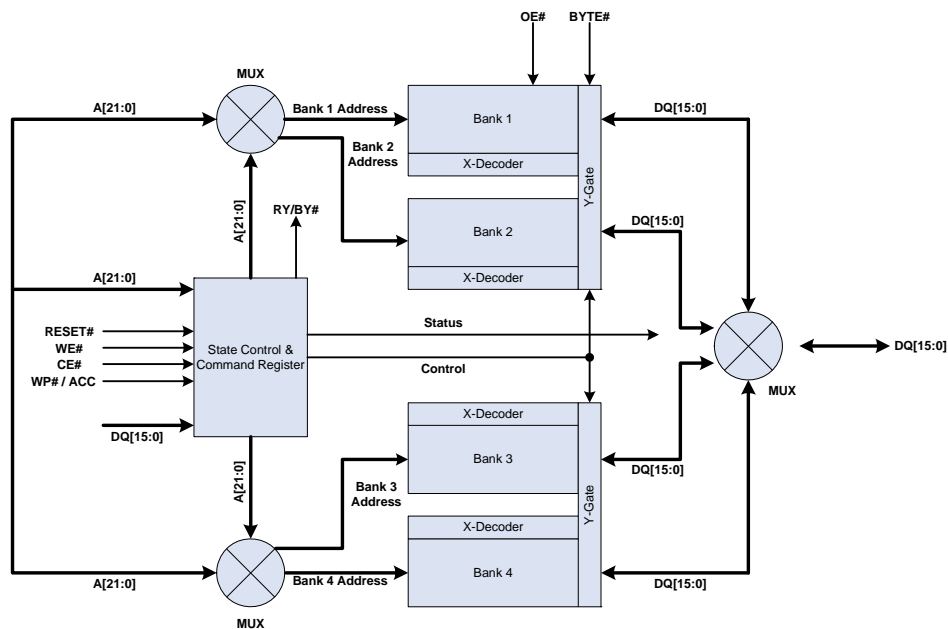 OE#
BYTE#
MUX
A[21:0]
Bank 1 Address
Bank 1
DQ[15:0]
Bank 2
Address
X-Decoder
Y-Gate
A[21:0]
RY/BY#
Bank 2
DQ[15:0]
X-Decoder
A[21:0]
RESET#
WE#
CE#
WP# / ACC
State Control &
Command Register
Status
Control
DQ[15:0]
MUX
DQ[15:0]
X-Decoder
A[21:0]
Bank 3
Address
Bank 3
DQ[15:0]
Y-Gate
X-Decoder
A[21:0]
Bank 4 Address
Bank 4
DQ[15:0]
MUX